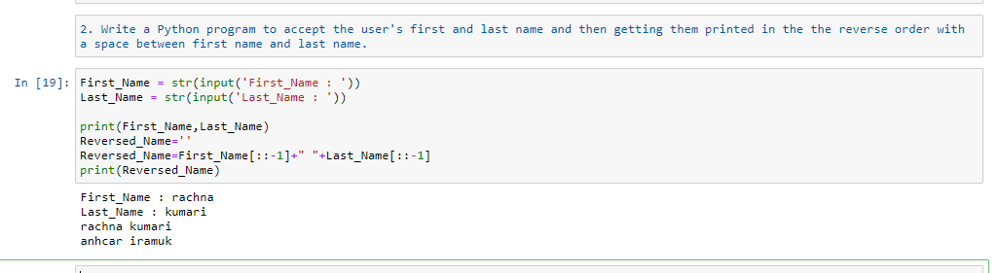 2. Write a Python program to accept the user's first and last name and then getting them printed in the the reverse order with
a space between first name and last name.
In [19]: First_Name = str(input('First_Name : '))
Last_Name = str(input('Last_Name : '))
print(First_Name,Last_Name)
Reversed_Name=''
Reversed_Name=First_Name[::-1]+" "+Last_Name[::-1]
print(Reversed_Name)
First_Name : rachna
Last_Name : kumari
rachna kumari
anhcar iramuk